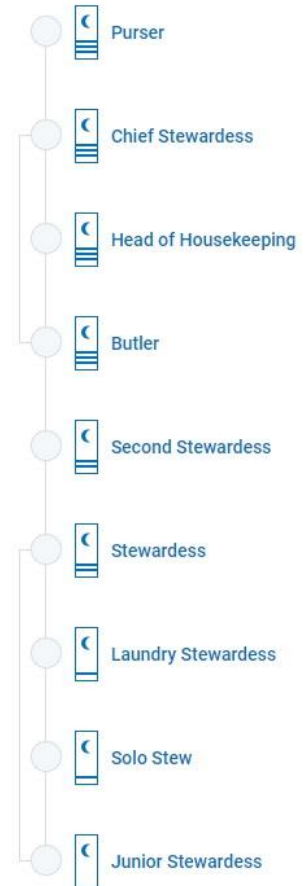 Purser
Chief Stewardess
Head of Housekeeping
Butler
Second Stewardess
Stewardess
Laundry Stewardess
Solo Stew
Junior Stewardess